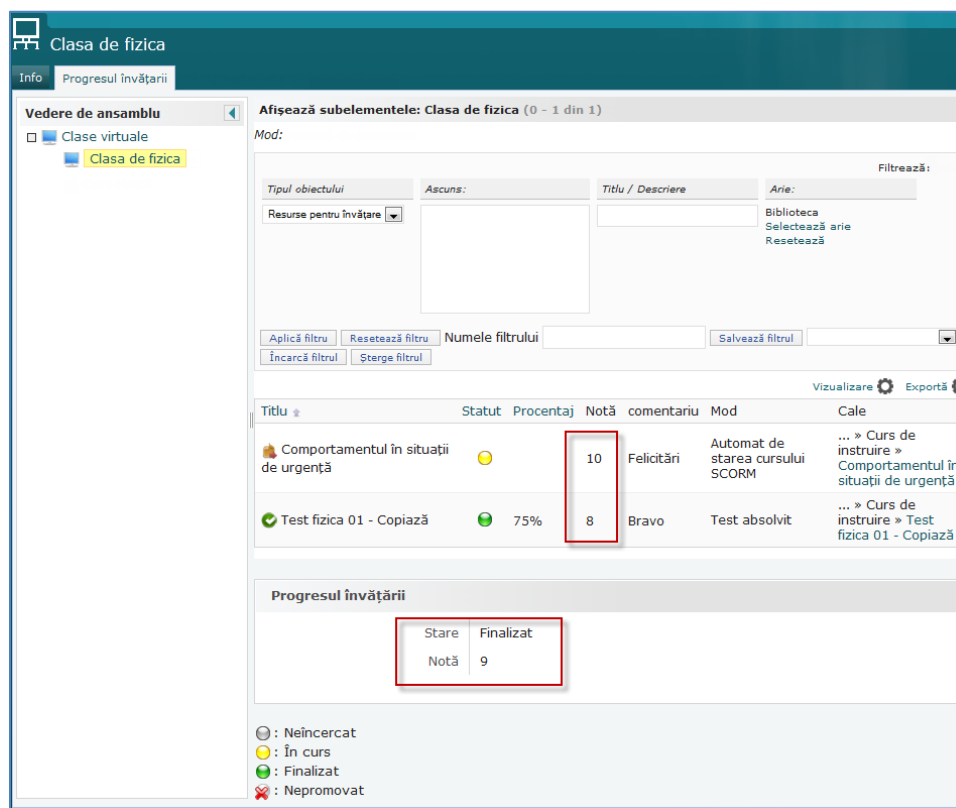 Clasa de fizica
Info Progresul învățarii
Vedere de ansamblu
Clase virtuale
Clasa de fizica
Afișează subelementele: Clasa de fizica (0 - 1 din 1)
Mod:
Filtrează:
Tipul obiectului Ascuns: Titlu / Descriere Arie:
Resurse pentru învățare
Biblioteca
Selectează arie
Resetează
Aplică filtru Resetează filtru Numele filtrului Salvează filtrul
Încarcă filtrul Șterge filtrul
Vizualizare Exportă
Titlu Statut Procentaj Notă comentariu Mod Cale
Comportamentul în situații
de urgență
10 Felicitări
Automat de
starea cursului
SCORM
... » Curs de
instruire »
Comportamentul în
situații de urgență
Test fizica 01 - Copiază 75% 8 Bravo Test absolvit
... » Curs de
instruire » Test
fizica 01 - Copiază
Progresul învățării
Stare Finalizat
Notă 9
: Neîncercat
: În curs
: Finalizat
: Nepromovat